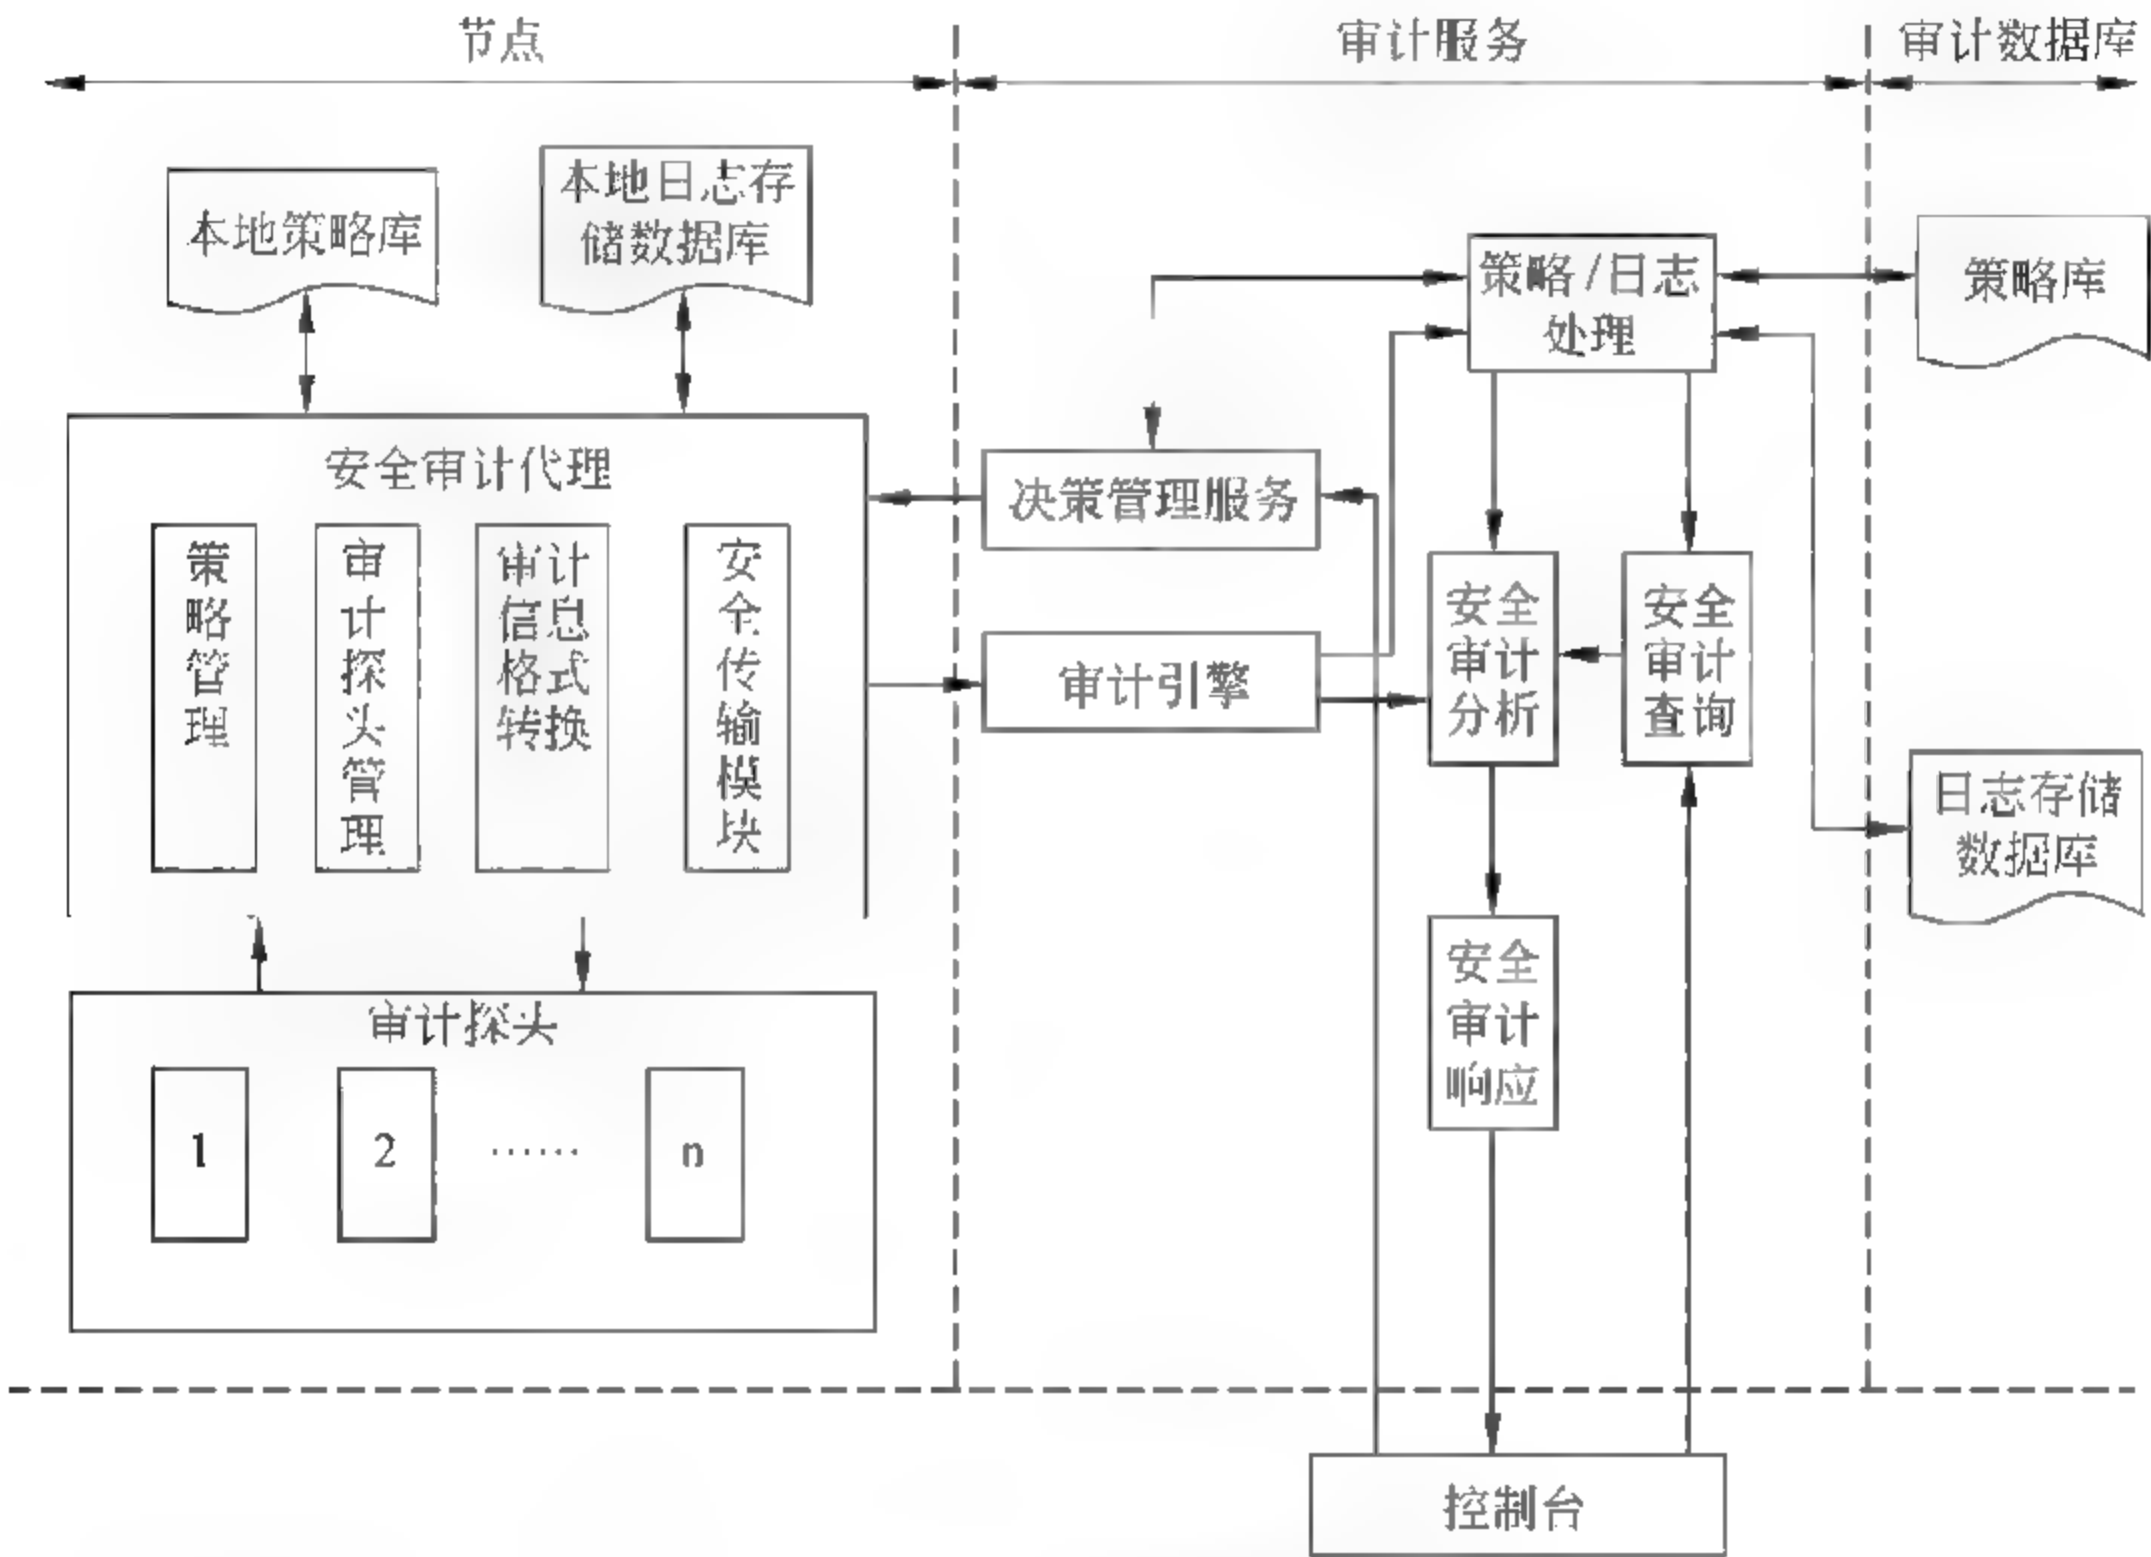 节点
审计服务
审计数据库
本地策略库
本地日志存
储数据库
策略/日志
处理
策略库
安全审计代理
策略管理
审计探头管理
审计
信息
格式
转换
安全传输模块
决策管理服务
审计引擎
安全
审计
分析
安全
审计
查询
日志存储
数据库
安全
审计
响应
审计探头
1
2
……
n
控制台